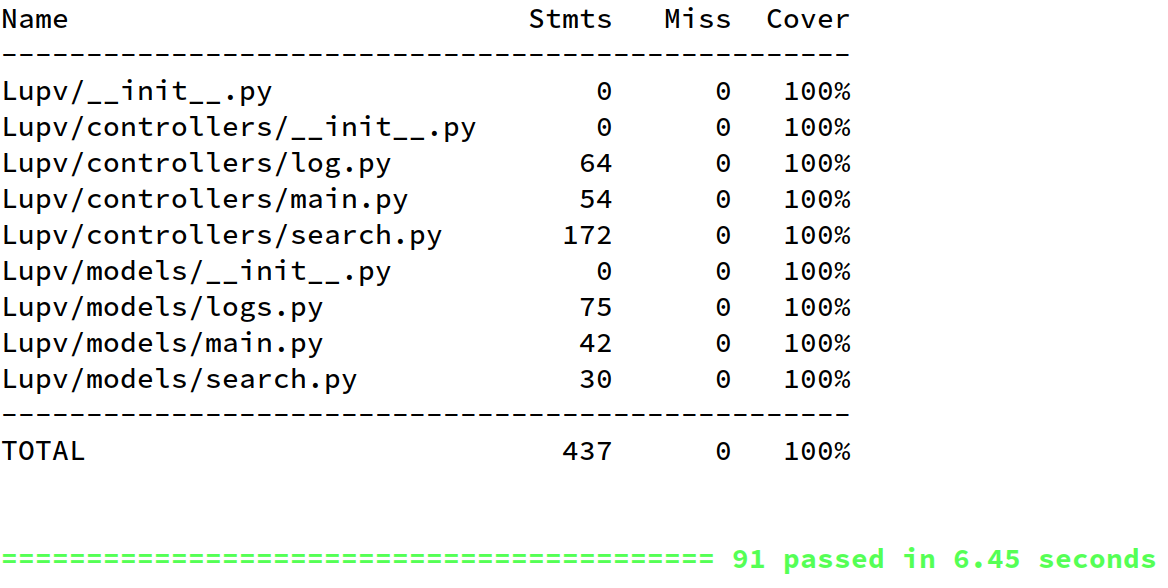 Name                           Stmts   Miss  Cover
--------------------------------------------------
Lupv/__init__.py                   0      0   100%
Lupv/controllers/__init__.py       0      0   100%
Lupv/controllers/log.py           64      0   100%
Lupv/controllers/main.py          54      0   100%
Lupv/controllers/search.py       172      0   100%
Lupv/models/__init__.py            0      0   100%
Lupv/models/logs.py               75      0   100%
Lupv/models/main.py               42      0   100%
Lupv/models/search.py             30      0   100%
--------------------------------------------------
TOTAL                            437      0   100%
========================================== 91 passed in 6.45 seconds